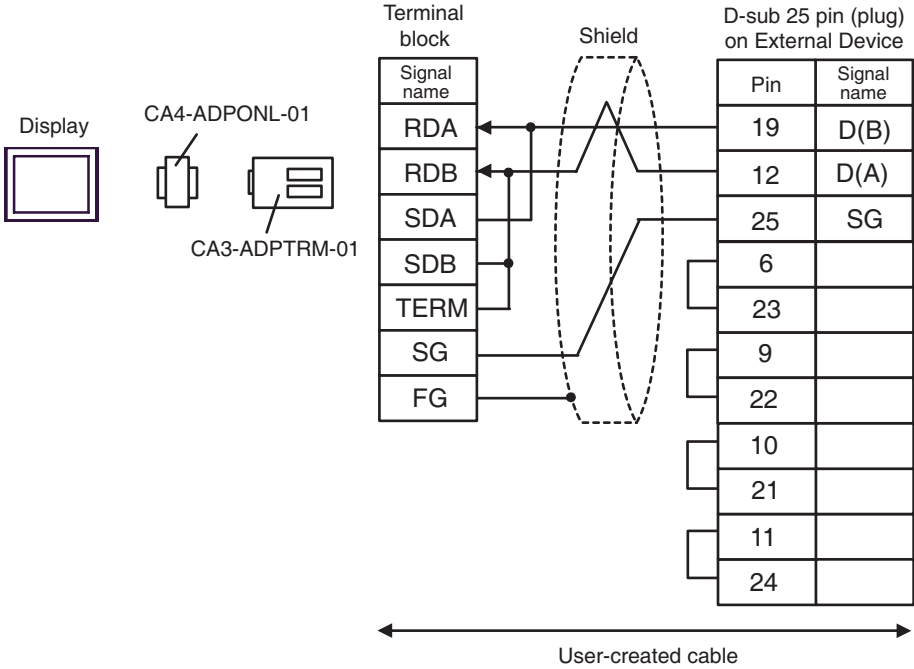 Display
CA4-ADPONL-01
CA3-ADPTRM-01
Terminal
block
Signal
name
RDA
RDB
SDA
SDB
TERM
SG
FG
Shield
D-sub 25 pin (plug)
on External Device
Pin
Signal
name
19 D(B)
12 D(A)
25 SG
6
23
9
22
10
21
11
24
User-created cable